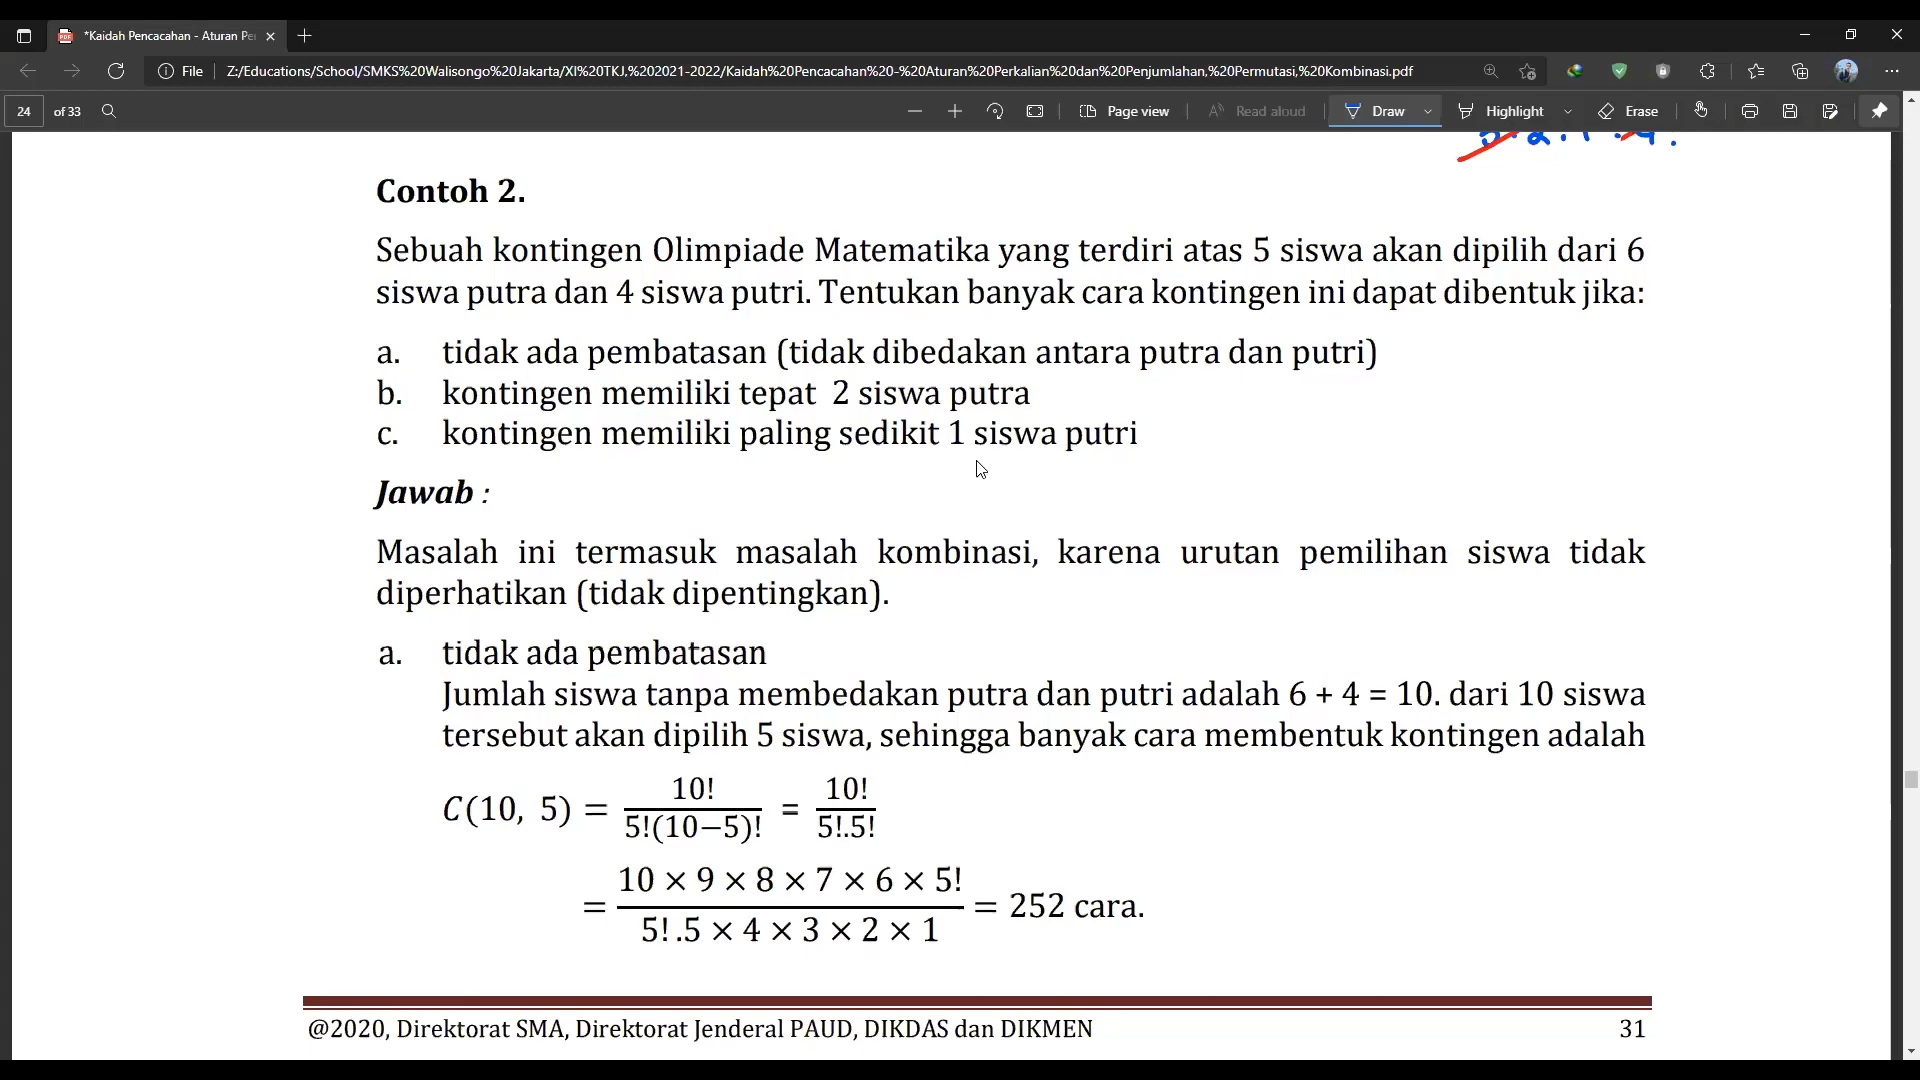 *Kaidah Pencacahan - Aturan Pe
File
Z:/Educations/School/SMKS%20Walisongo%20Jakarta/XI%20TKJ,%202021-2022/Kaidah%20Pencacahan%20-%20Aturan%20Perkalian%20dan%20Penjumlahan,%20Permutasi,%20Kombinasi.pdf
24 of 33
Page view
Read aloud
Draw
Highlight
Erase
Contoh 2.
Sebuah kontingen Olimpiade Matematika yang terdiri atas 5 siswa akan dipilih dari 6
siswa putra dan 4 siswa putri. Tentukan banyak cara kontingen ini dapat dibentuk jika:
a. tidak ada pembatasan (tidak dibedakan antara putra dan putri)
b. kontingen memiliki tepat 2 siswa putra
c. kontingen memiliki paling sedikit 1 siswa putri
Jawab :
Masalah ini termasuk masalah kombinasi, karena urutan pemilihan siswa tidak
diperhatikan (tidak dipentingkan).
a. tidak ada pembatasan
Jumlah siswa tanpa membedakan putra dan putri adalah 6 + 4 = 10. dari 10 siswa
tersebut akan dipilih 5 siswa, sehingga banyak cara membentuk kontingen adalah
C(10, 5) = 10! / 5!(10−5)! = 10! / 5!.5!
= 10 × 9 × 8 × 7 × 6 × 5! / 5! .5 × 4 × 3 × 2 × 1 = 252 cara.
@2020, Direktorat SMA, Direktorat Jenderal PAUD, DIKDAS dan DIKMEN
31